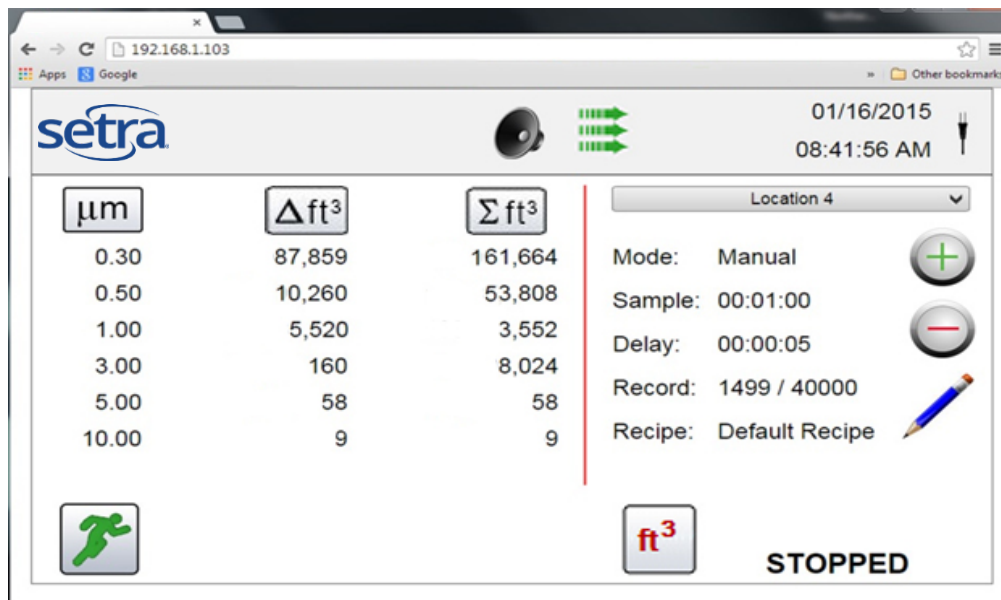 192.168.1.103
Apps Google » Other bookmarks
setra
01/16/2015
08:41:56 AM
µm Δft³ Σft³
0.30 87,859 161,664
0.50 10,260 53,808
1.00 5,520 3,552
3.00 160 8,024
5.00 58 58
10.00 9 9
Location 4
Mode: Manual
Sample: 00:01:00
Delay: 00:00:05
Record: 1499 / 40000
Recipe: Default Recipe
ft³
STOPPED